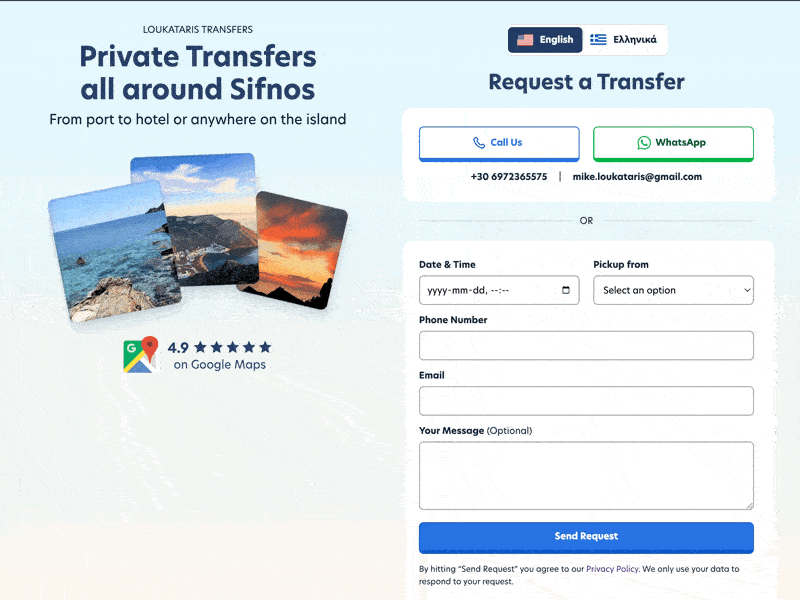 LOUKATARIS TRANSFERS
Private Transfers
all around Sifnos
From port to hotel or anywhere on the island
G
4.9 ★★★★★
on Google Maps
English
Ελληνικά
Request a Transfer
Call Us
WhatsApp
+30 6972365575 | mike.loukataris@gmail.com
OR
Date & Time
Pickup from
yyyy-mm-dd, --:--
Select an option
Phone Number
Email
Your Message (Optional)
Send Request
By hitting “Send Request” you agree to our Privacy Policy. We only use your data to
respond to your request.